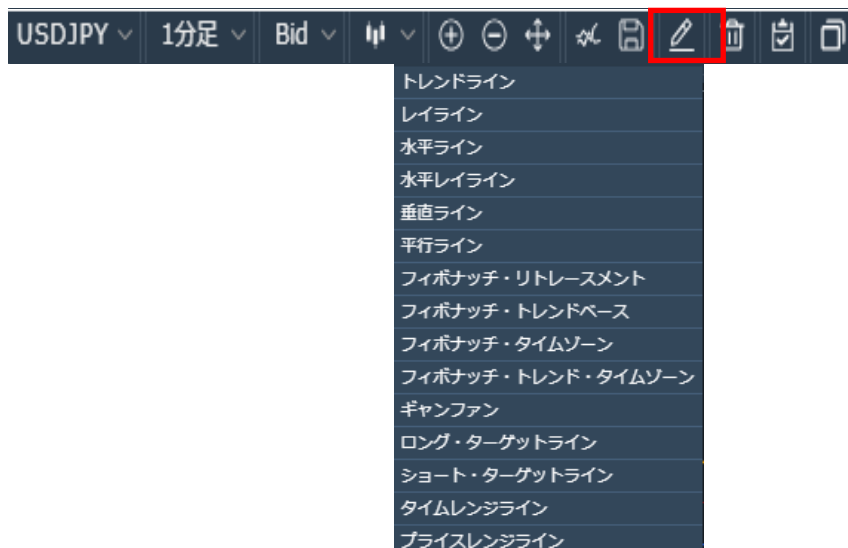 USDJPY 1分足 Bid
トレンドライン
レイライン
水平ライン
水平レイライン
垂直ライン
平行ライン
フィボナッチ・リトレースメント
フィボナッチ・トレンドベース
フィボナッチ・タイムゾーン
フィボナッチ・トレンド・タイムゾーン
ギャンファン
ロング・ターゲットライン
ショート・ターゲットライン
タイムレンジライン
プライスレンジライン